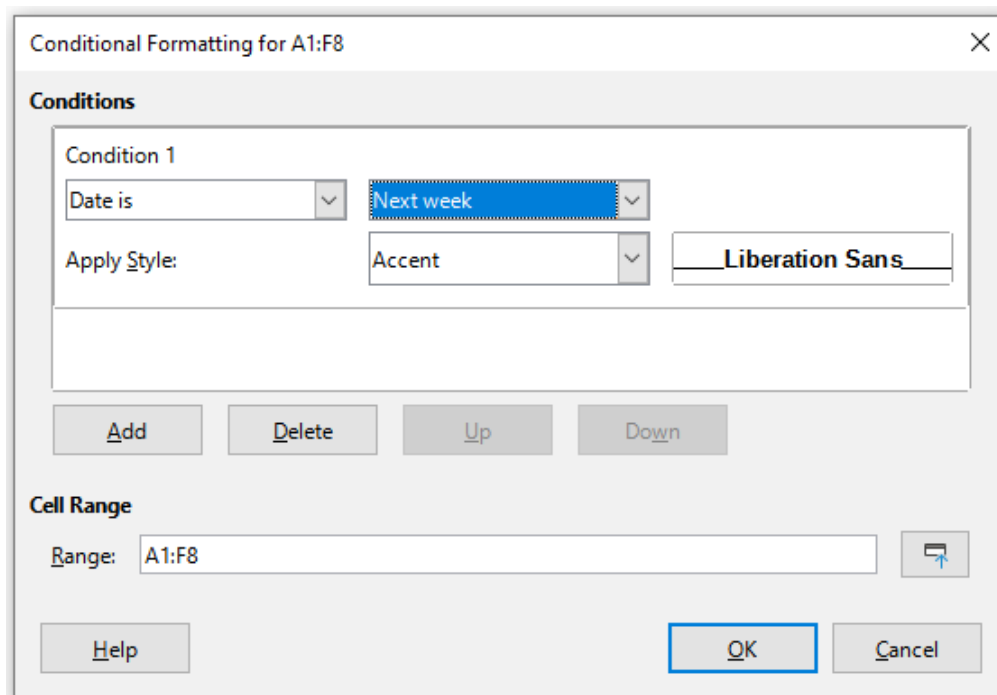 Conditional Formatting for A1:F8
Conditions
Condition 1
Date is Next week
Apply Style: Accent Liberation Sans
Add Delete Up Down
Cell Range
Range: A1:F8
Help OK Cancel